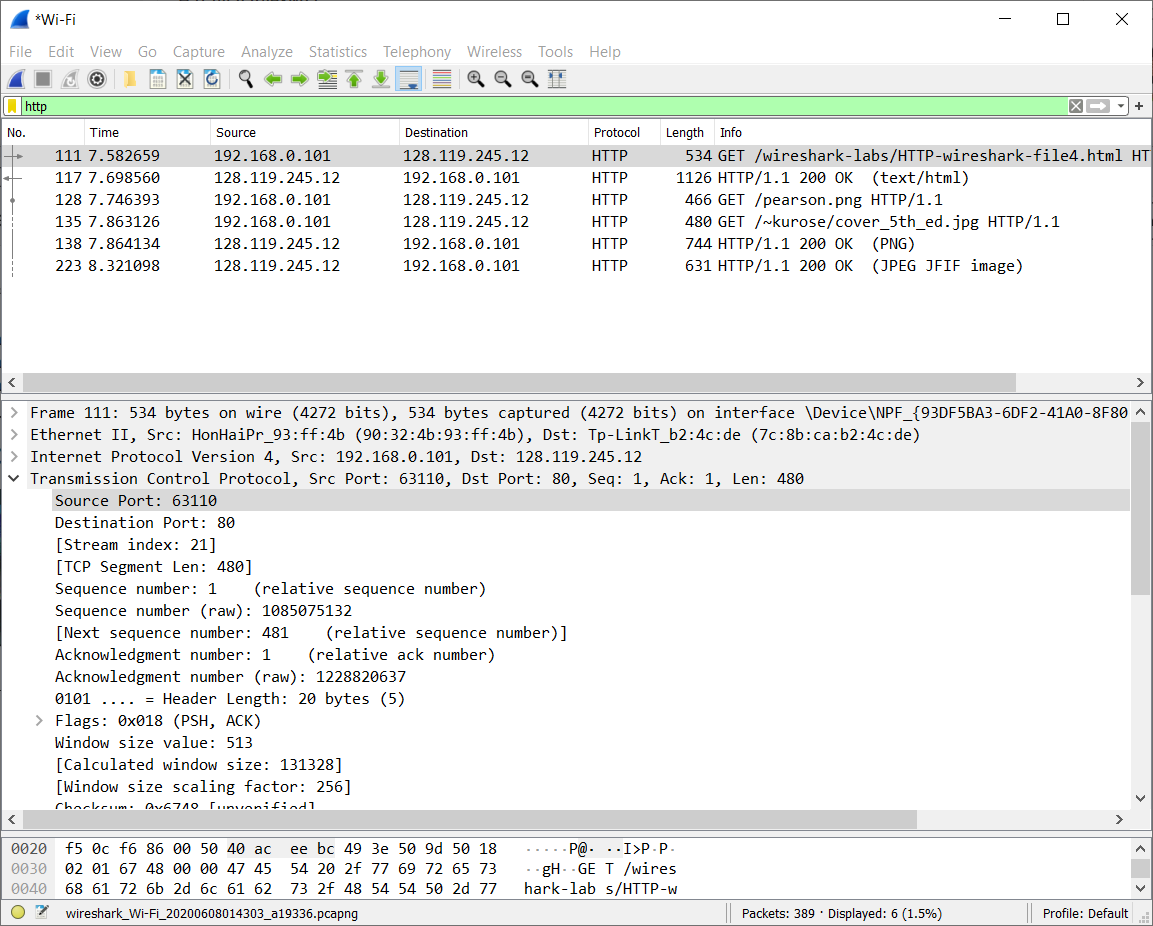 *Wi-Fi
File Edit View Go Capture Analyze Statistics Telephony Wireless Tools Help
http
No. Time Source Destination Protocol Length Info
111 7.582659 192.168.0.101 128.119.245.12 HTTP 534 GET /wireshark-labs/HTTP-wireshark-file4.html HT
117 7.698560 128.119.245.12 192.168.0.101 HTTP 1126 HTTP/1.1 200 OK (text/html)
128 7.746393 192.168.0.101 128.119.245.12 HTTP 466 GET /pearson.png HTTP/1.1
135 7.863126 192.168.0.101 128.119.245.12 HTTP 480 GET /~kurose/cover_5th_ed.jpg HTTP/1.1
138 7.864134 128.119.245.12 192.168.0.101 HTTP 744 HTTP/1.1 200 OK (PNG)
223 8.321098 128.119.245.12 192.168.0.101 HTTP 631 HTTP/1.1 200 OK (JPEG JFIF image)
Frame 111: 534 bytes on wire (4272 bits), 534 bytes captured (4272 bits) on interface \Device\NPF_{93DF5BA3-6DF2-41A0-8F80
Ethernet II, Src: HonHaiPr_93:ff:4b (90:32:4b:93:ff:4b), Dst: Tp-LinkT_b2:4c:de (7c:8b:ca:b2:4c:de)
Internet Protocol Version 4, Src: 192.168.0.101, Dst: 128.119.245.12
Transmission Control Protocol, Src Port: 63110, Dst Port: 80, Seq: 1, Ack: 1, Len: 480
Source Port: 63110
Destination Port: 80
[Stream index: 21]
[TCP Segment Len: 480]
Sequence number: 1 (relative sequence number)
Sequence number (raw): 1085075132
[Next sequence number: 481 (relative sequence number)]
Acknowledgment number: 1 (relative ack number)
Acknowledgment number (raw): 1228820637
0101 .... = Header Length: 20 bytes (5)
Flags: 0x018 (PSH, ACK)
Window size value: 513
[Calculated window size: 131328]
[Window size scaling factor: 256]
Checksum: 0x6748 [unverified]
0020 f5 0c f6 86 00 50 40 ac ee bc 49 3e 50 9d 50 18 ·····P@· ··I>P·P·
0030 02 01 67 48 00 00 47 45 54 20 2f 77 69 72 65 73 ··gH··GE T /wires
0040 68 61 72 6b 2d 6c 61 62 73 2f 48 54 54 50 2d 77 hark-lab s/HTTP-w
wireshark_Wi-Fi_20200608014303_a19336.pcapng Packets: 389 · Displayed: 6 (1.5%) Profile: Default